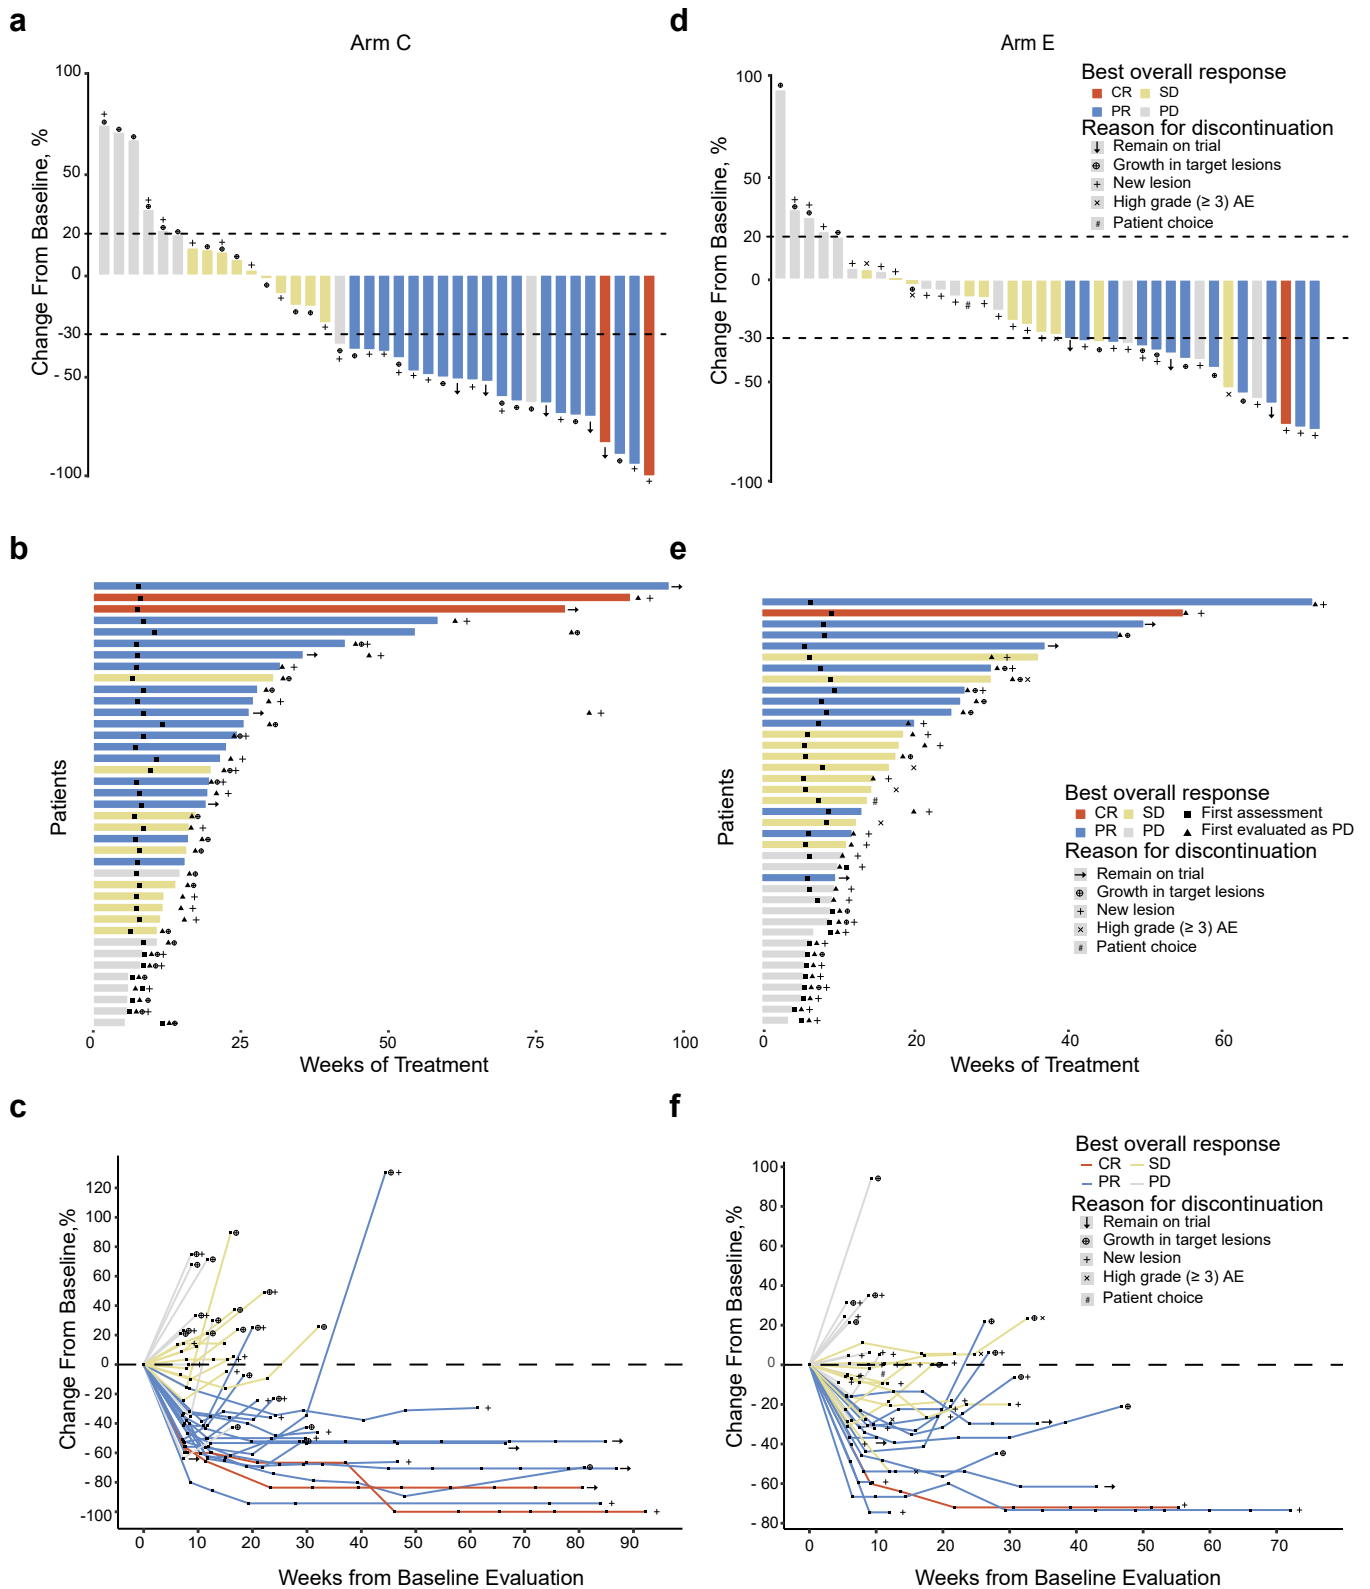 a
Arm C
Change From Baseline, %
100
50
20
0
-30
- 50
-100
d
Arm E
Change From Baseline, %
100
50
20
0
-30
- 50
-100
Best overall response
CR SD
PR PD
Reason for discontinuation
Remain on trial
Growth in target lesions
New lesion
High grade (≥ 3) AE
# Patient choice
b
Patients
0 25 50 75 100
Weeks of Treatment
e
Patients
Best overall response
CR SD First assessment
PR PD First evaluated as PD
Reason for discontinuation
Remain on trial
Growth in target lesions
New lesion
High grade (≥ 3) AE
# Patient choice
0 20 40 60
Weeks of Treatment
c
Change From Baseline,%
120
100
80
60
40
20
0
- 20
- 40
- 60
- 80
-100
0 10 20 30 40 50 60 70 80 90
Weeks from Baseline Evaluation
f
Change From Baseline,%
100
80
60
40
20
0
- 20
- 40
- 60
- 80
Best overall response
CR SD
PR PD
Reason for discontinuation
Remain on trial
Growth in target lesions
New lesion
High grade (≥ 3) AE
# Patient choice
0 10 20 30 40 50 60 70
Weeks from Baseline Evaluation